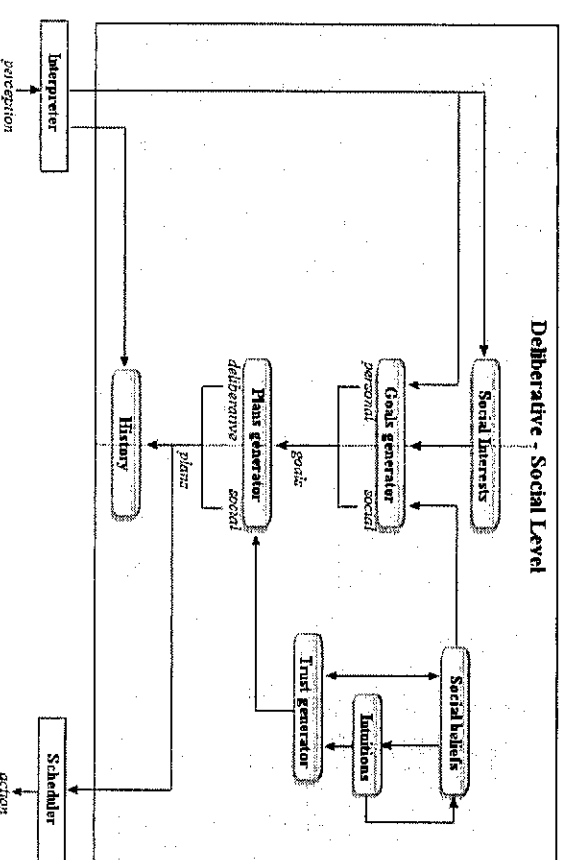 Deliberative - Social Level
Social Interests
Social beliefs
Goals generator
personal
social
Intuitions
goals
Trust generator
Plans generator
deliberative
social
plans
History
Interpreter
Scheduler
perception
action